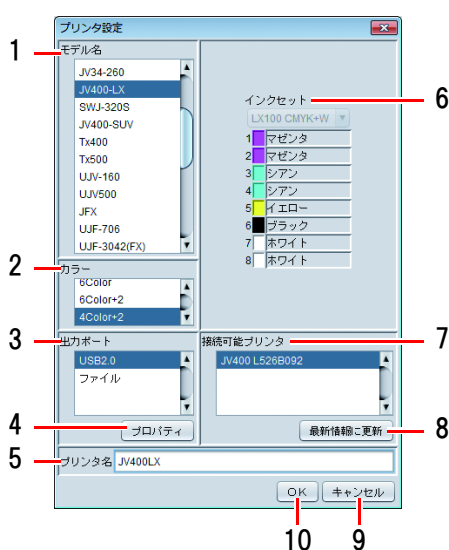 プリンタ設定
1
モデル名
JV34-260
JV400-LX
SWJ-320S
JV400-SUV
Tx400
Tx500
UJV-160
UJV500
JFX
UJF-706
UJF-3042(FX)
6
インクセット
LX100 CMYK+W
1 マゼンタ
2 マゼンタ
3 シアン
4 シアン
5 イエロー
6 ブラック
7 ホワイト
8 ホワイト
2
カラー
6Color
6Color+2
4Color+2
3
出力ポート
USB2.0
ファイル
4
プロパティ
7
接続可能プリンタ
JV400 L526B092
最新情報に更新
8
5
プリンタ名 JV400LX
OK
キャンセル
10
9